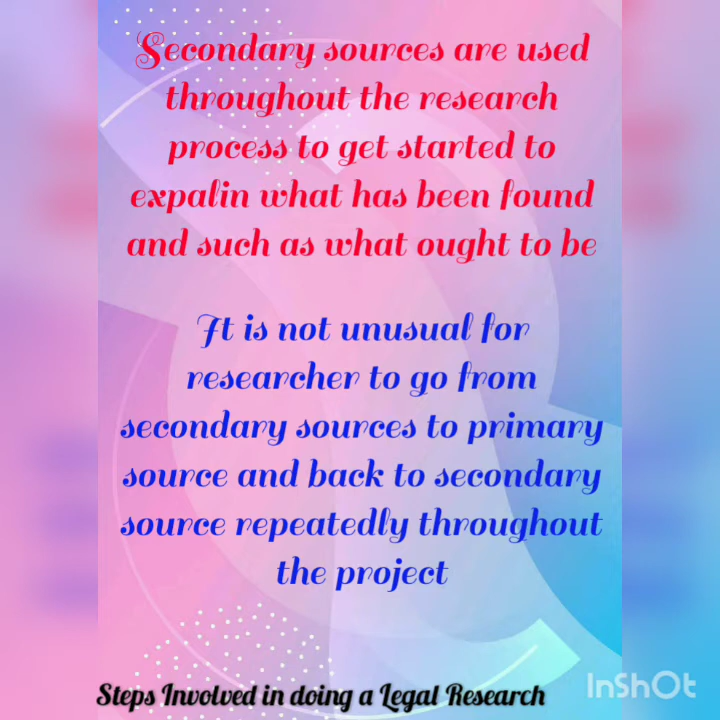 Secondary sources are used
throughout the research
process to get started to
expalin what has been found
and such as what ought to be
It is not unusual for
researcher to go from
secondary sources to primary
source and back to secondary
source repeatedly throughout
the project
Steps Involved in doing a Legal Research
InShOt